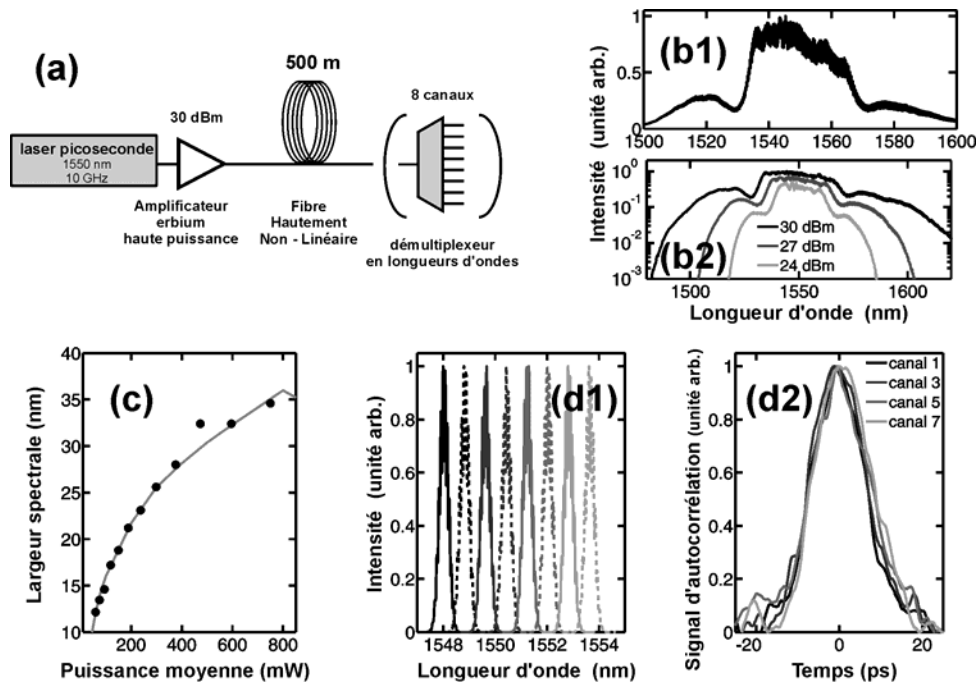 (a)
500 m
30 dBm
8 canaux
laser picoseconde
1550 nm
10 GHz
Amplificateur
erbium
haute puissance
Fibre
Hautement
Non - Linéaire
démultiplexeur
en longueurs d'ondes
(b1)
1
0.5
0
1500 1520 1540 1560 1580 1600
Intensité (unité arb.)
(b2)
10^0
10^-1
10^-2
10^-3
30 dBm
27 dBm
24 dBm
1500 1550 1600
Longueur d'onde (nm)
(c)
Largeur spectrale (nm)
40
35
30
25
20
15
10
200 400 600 800
Puissance moyenne (mW)
(d1)
Intensité (unité arb.)
1
0.8
0.6
0.4
0.2
0
1548 1550 1552 1554
Longueur d'onde (nm)
(d2)
Signal d'autocorrélation (unité arb.)
1
0.8
0.6
0.4
0.2
0
canal 1
canal 3
canal 5
canal 7
-20 0 20
Temps (ps)